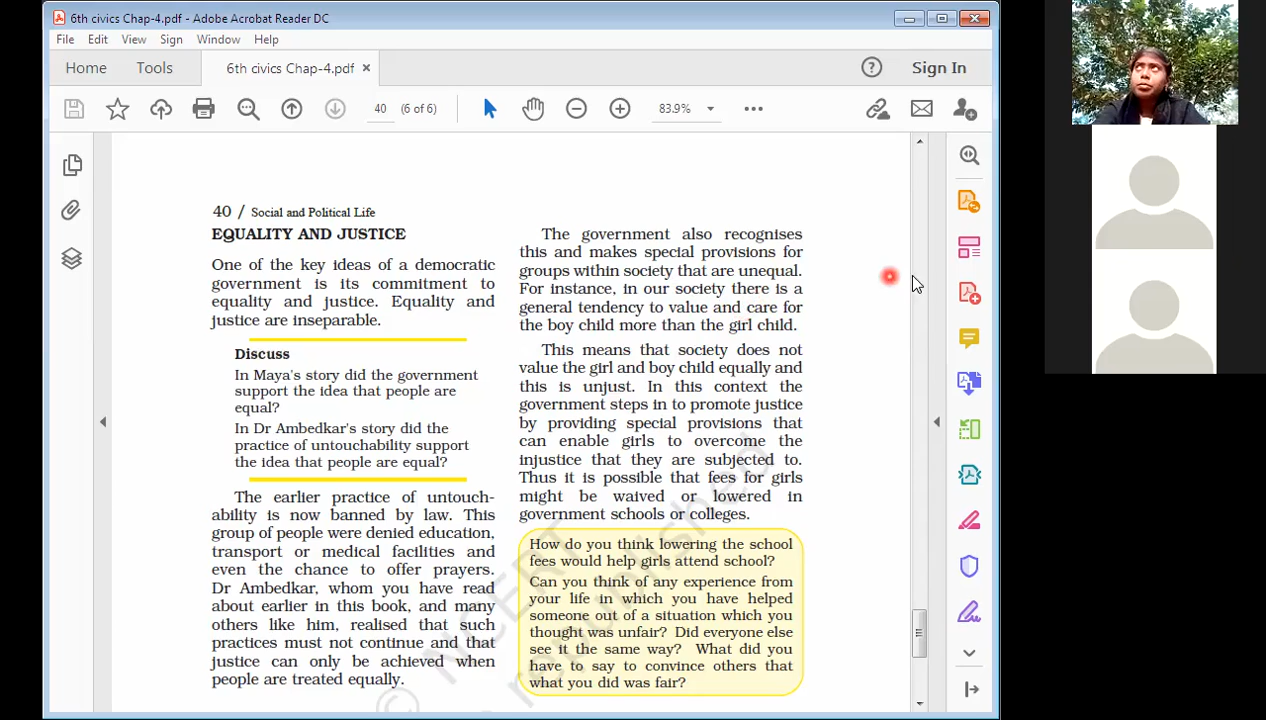 6th civics Chap-4.pdf - Adobe Acrobat Reader DC
File Edit View Sign Window Help
Home Tools 6th civics Chap-4.pdf × Sign In
40 (6 of 6) 83.9%
40 / Social and Political Life
EQUALITY AND JUSTICE
One of the key ideas of a democratic
government is its commitment to
equality and justice. Equality and
justice are inseparable.
Discuss
In Maya's story did the government
support the idea that people are
equal?
In Dr Ambedkar's story did the
practice of untouchability support
the idea that people are equal?
The earlier practice of untouch-
ability is now banned by law. This
group of people were denied education,
transport or medical facilities and
even the chance to offer prayers.
Dr Ambedkar, whom you have read
about earlier in this book, and many
others like him, realised that such
practices must not continue and that
justice can only be achieved when
people are treated equally.
The government also recognises
this and makes special provisions for
groups within society that are unequal.
For instance, in our society there is a
general tendency to value and care for
the boy child more than the girl child.
This means that society does not
value the girl and boy child equally and
this is unjust. In this context the
government steps in to promote justice
by providing special provisions that
can enable girls to overcome the
injustice that they are subjected to.
Thus it is possible that fees for girls
might be waived or lowered in
government schools or colleges.
How do you think lowering the school
fees would help girls attend school?
Can you think of any experience from
your life in which you have helped
someone out of a situation which you
thought was unfair? Did everyone else
see it the same way? What did you
have to say to convince others that
what you did was fair?
© NCERT
republished